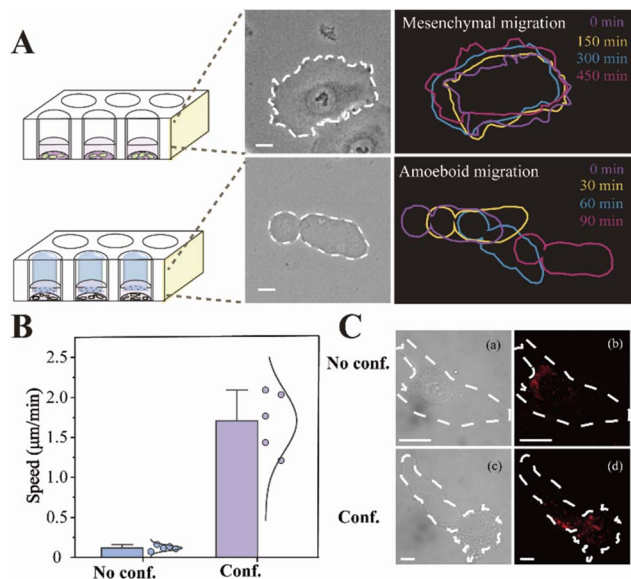 A
Mesenchymal migration
0 min
150 min
300 min
450 min
Amoeboid migration
0 min
30 min
60 min
90 min
B
2.5
2.0
1.5
1.0
0.5
0
Speed (μm/min)
No conf.
Conf.
C
No conf.
(a)
(b)
Conf.
(c)
(d)